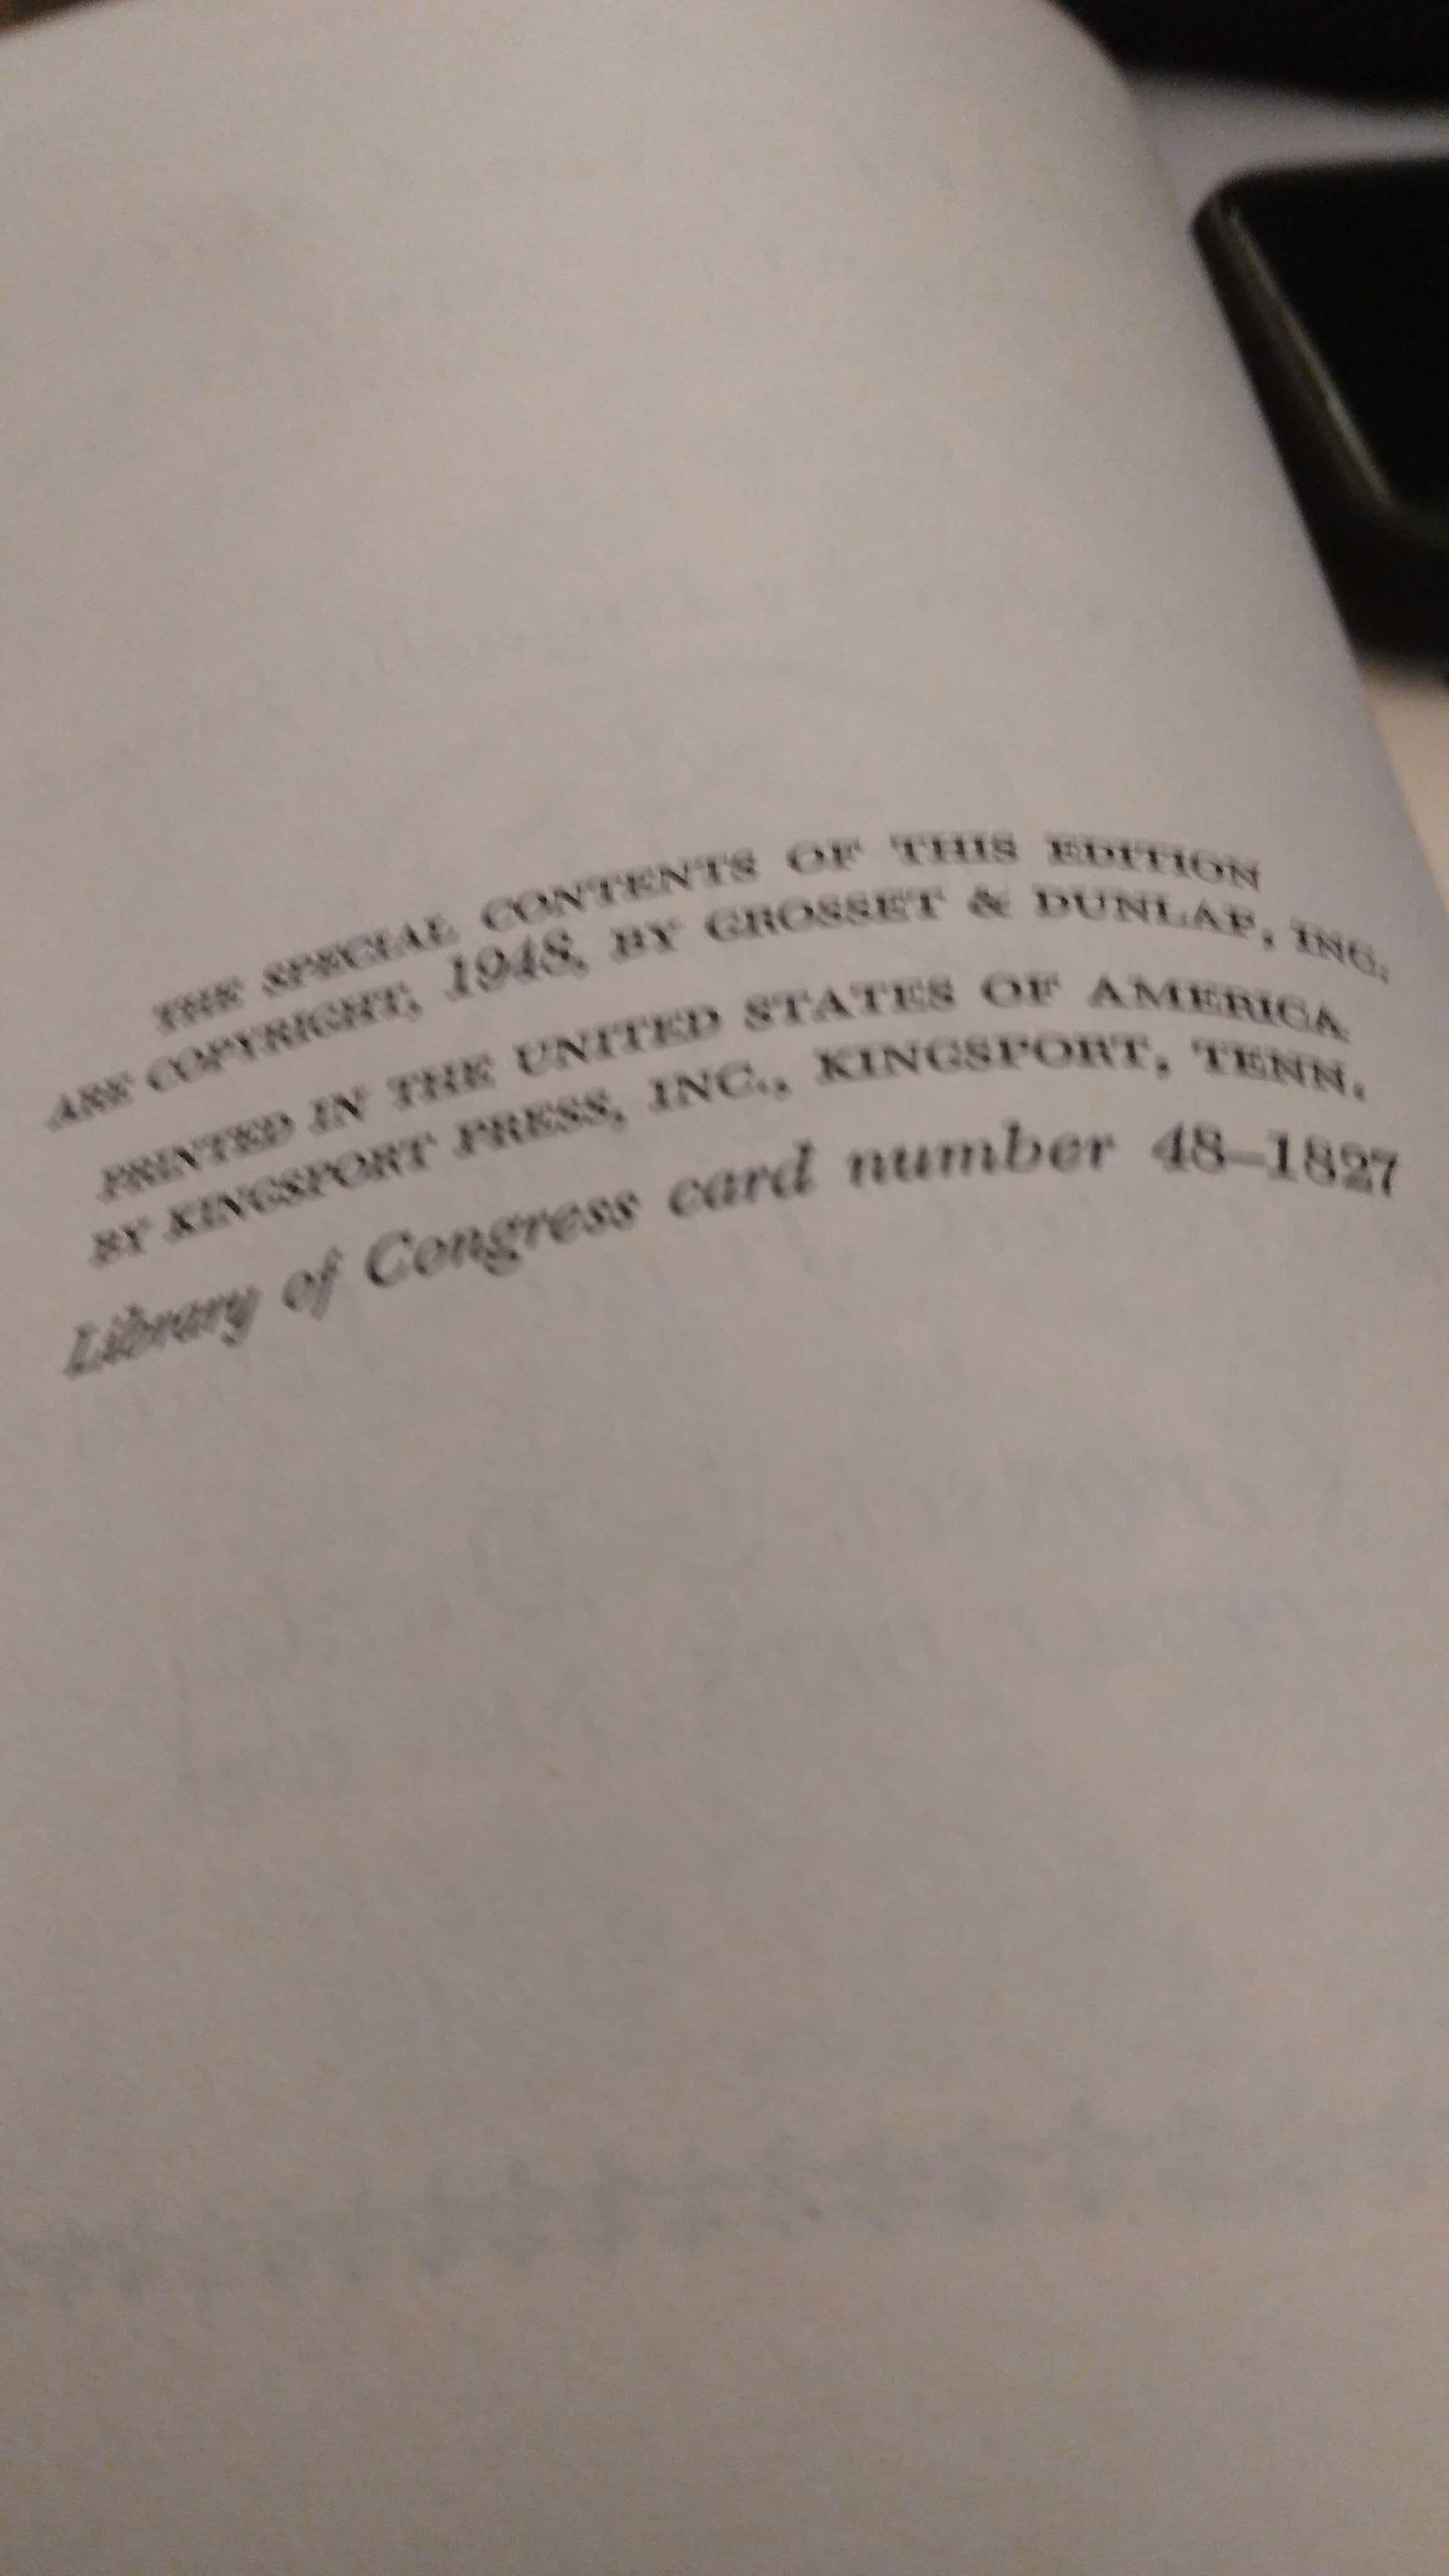 THE SPECIAL CONTENTS OF THIS EDITION
ARE COPYRIGHT, 1948, BY GROSSET & DUNLAP, INC.
PRINTED IN THE UNITED STATES OF AMERICA
BY KINGSPORT PRESS, INC., KINGSPORT, TENN.
Library of Congress card number 48–1827